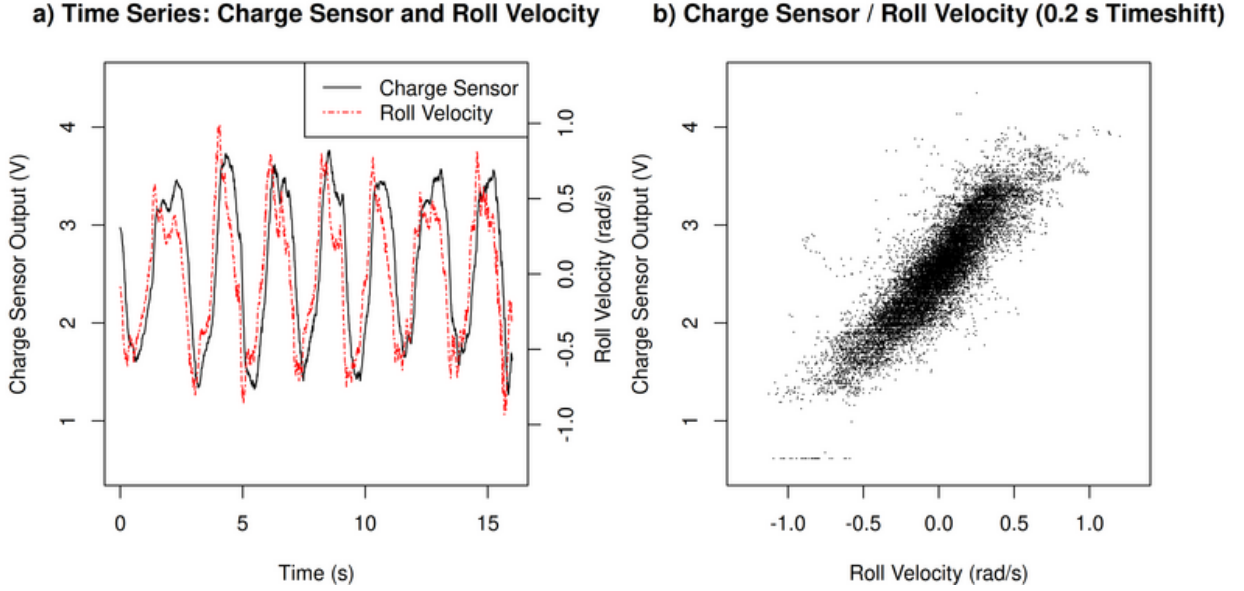 a) Time Series: Charge Sensor and Roll Velocity
Charge Sensor
Roll Velocity
Charge Sensor Output (V)
4
3
2
1
1.0
0.5
0.0
-0.5
-1.0
Roll Velocity (rad/s)
0 5 10 15
Time (s)
b) Charge Sensor / Roll Velocity (0.2 s Timeshift)
Charge Sensor Output (V)
4
3
2
1
-1.0 -0.5 0.0 0.5 1.0
Roll Velocity (rad/s)